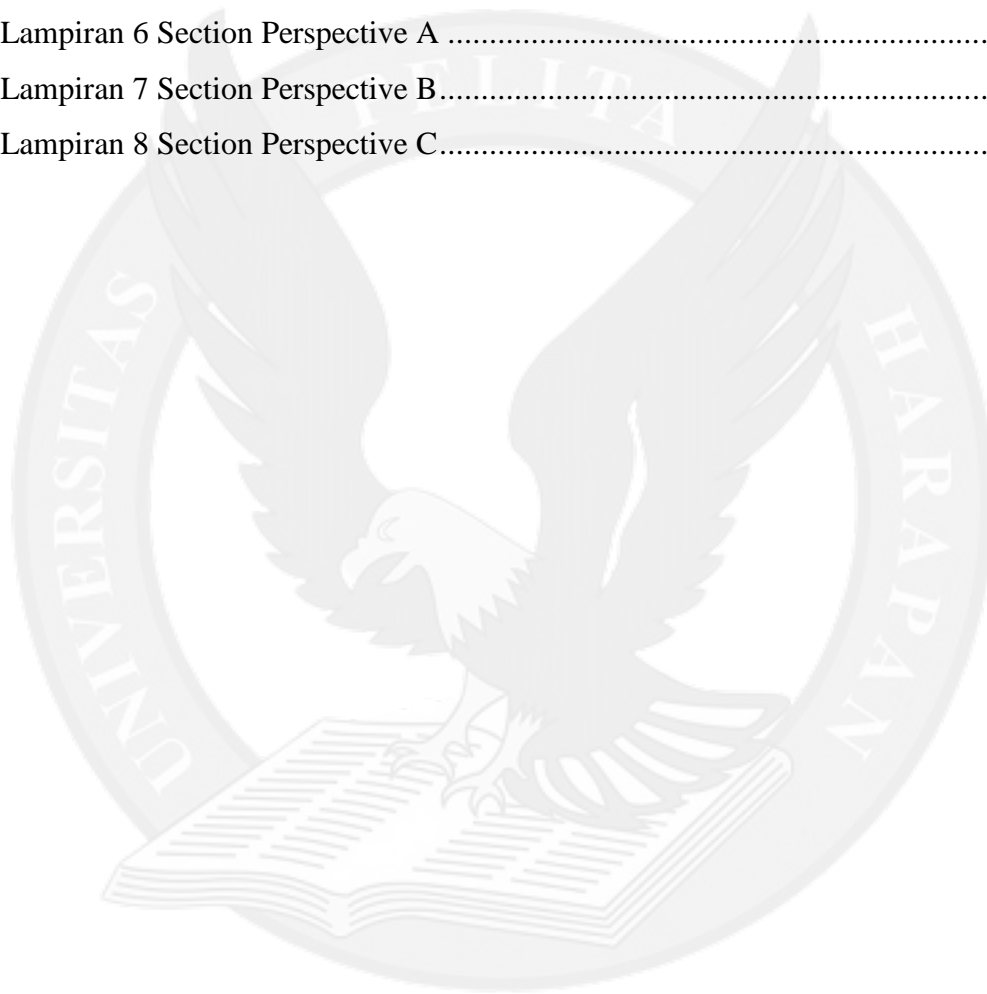 Lampiran 6 Section Perspective A ..................................................................
Lampiran 7 Section Perspective B...................................................................
Lampiran 8 Section Perspective C...................................................................
UNIVERSITAS PELITA HARAPAN